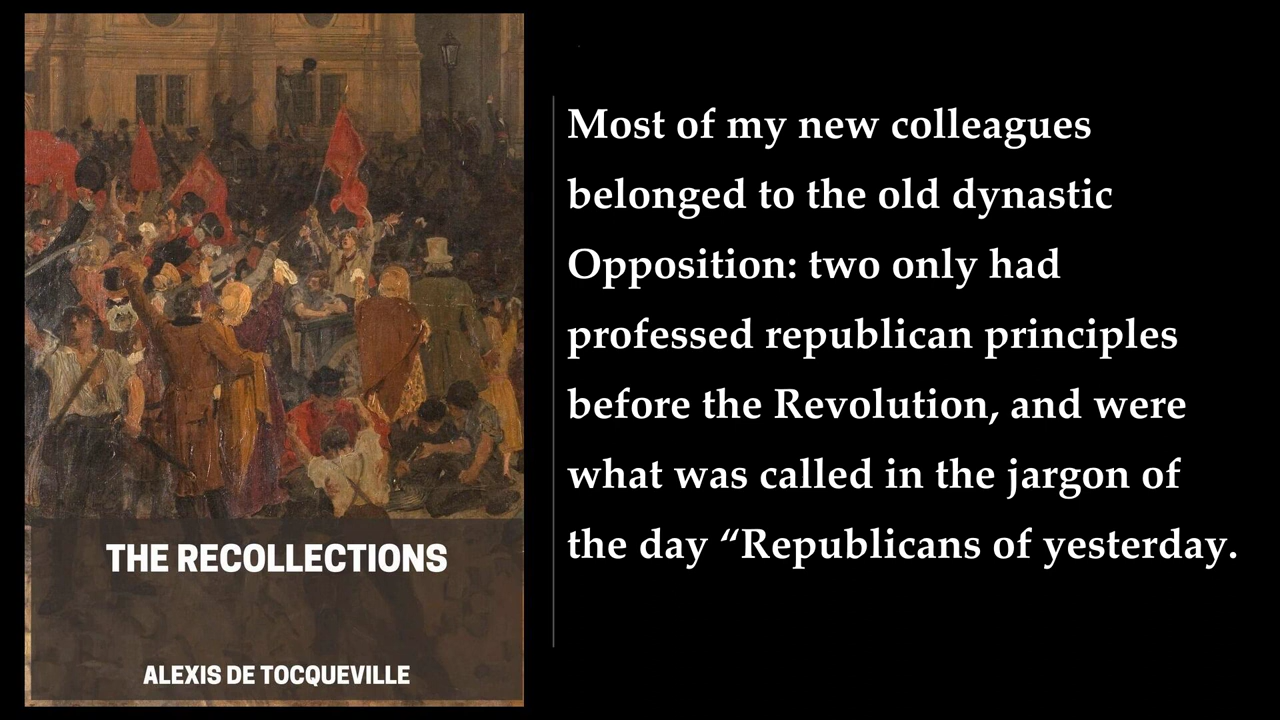 THE RECOLLECTIONS
ALEXIS DE TOCQUEVILLE
Most of my new colleagues
belonged to the old dynastic
Opposition: two only had
professed republican principles
before the Revolution, and were
what was called in the jargon of
the day “Republicans of yesterday.